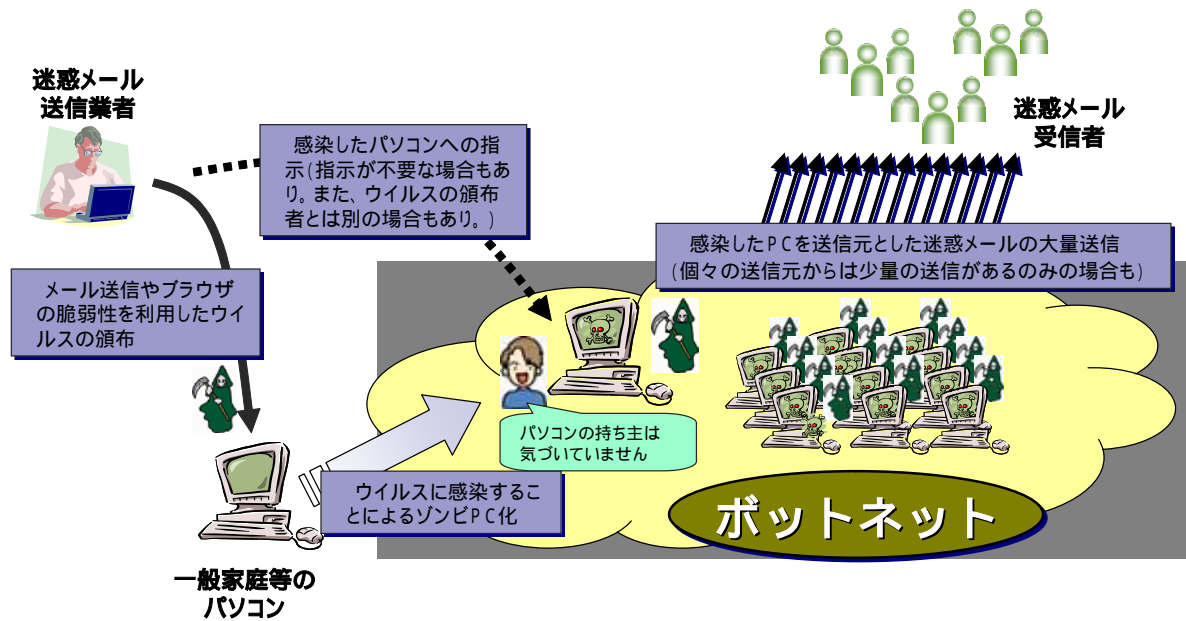 迷惑メール
送信業者
感染したパソコンへの指
示(指示が不要な場合もあ
り。また、ウイルスの頒布
者とは別の場合もあり。)
メール送信やブラウザ
の脆弱性を利用したウイ
ルスの頒布
迷惑メール
受信者
感染したPCを送信元とした迷惑メールの大量送信
(個々の送信元からは少量の送信があるのみの場合も)
パソコンの持ち主は
気づいていません
ウイルスに感染するこ
とによるゾンビPC化
ボットネット
一般家庭等の
パソコン